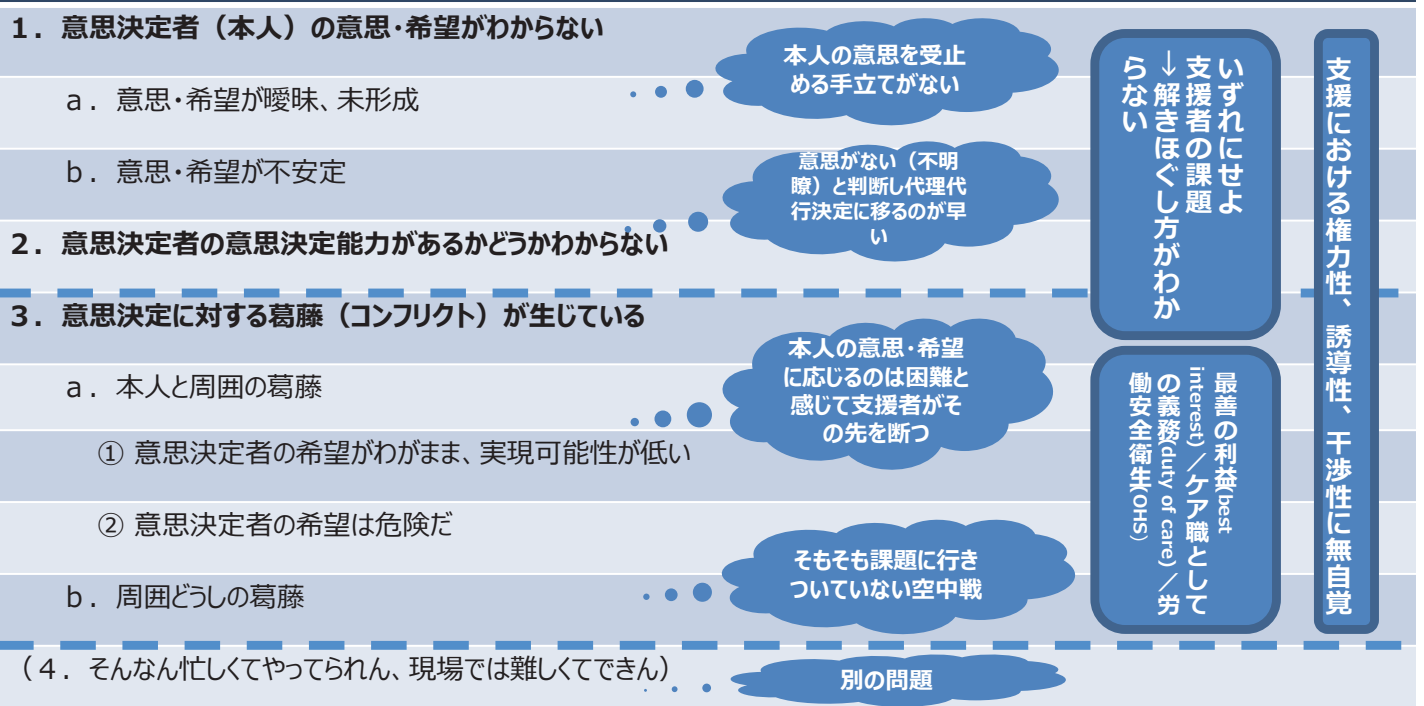 1．意思決定者（本人）の意思･希望がわからない
本人の意思を受止
める手立てがない
a．意思･希望が曖昧、未形成
b．意思･希望が不安定
意思がない（不明
瞭）と判断し代理代
行決定に移るのが早
い
2．意思決定者の意思決定能力があるかどうかわからない
3．意思決定に対する葛藤（コンフリクト）が生じている
本人の意思･希望
に応じるのは困難と
感じて支援者がそ
の先を断つ
a．本人と周囲の葛藤
① 意思決定者の希望がわがまま、実現可能性が低い
② 意思決定者の希望は危険だ
そもそも課題に行き
ついていない空中戦
b．周囲どうしの葛藤
（4．そんなん忙しくてやってられん、現場では難しくてできん）
別の問題
いずれにせよ
支援者の課題
→解きほぐし方がわか
らない
最善の利益(best
interest)／ケア職として
の義務(duty of care)／労
働安全衛生(OHS)
支援における権力性、誘導性、干渉性に無自覚